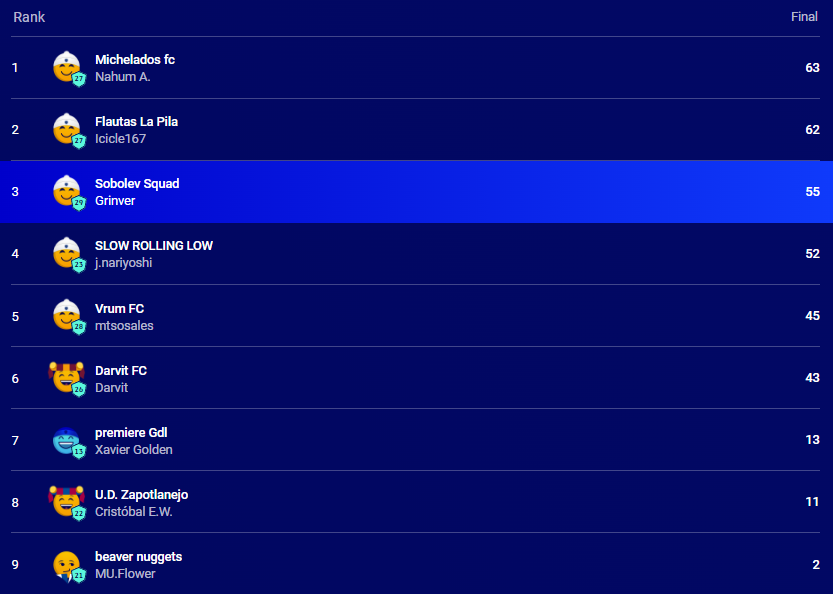 Rank Final
1 Michelados fc 63
27 Nahum A.
2 Flautas La Pila 62
27 Icicle167
3 Sobolev Squad 55
29 Grinver
4 SLOW ROLLING LOW 52
23 j.nariyoshi
5 Vrum FC 45
28 mtsosales
6 Darvit FC 43
26 Darvit
7 premiere Gdl 13
13 Xavier Golden
8 U.D. Zapotlanejo 11
22 Cristóbal E.W.
9 beaver nuggets 2
21 MU.Flower